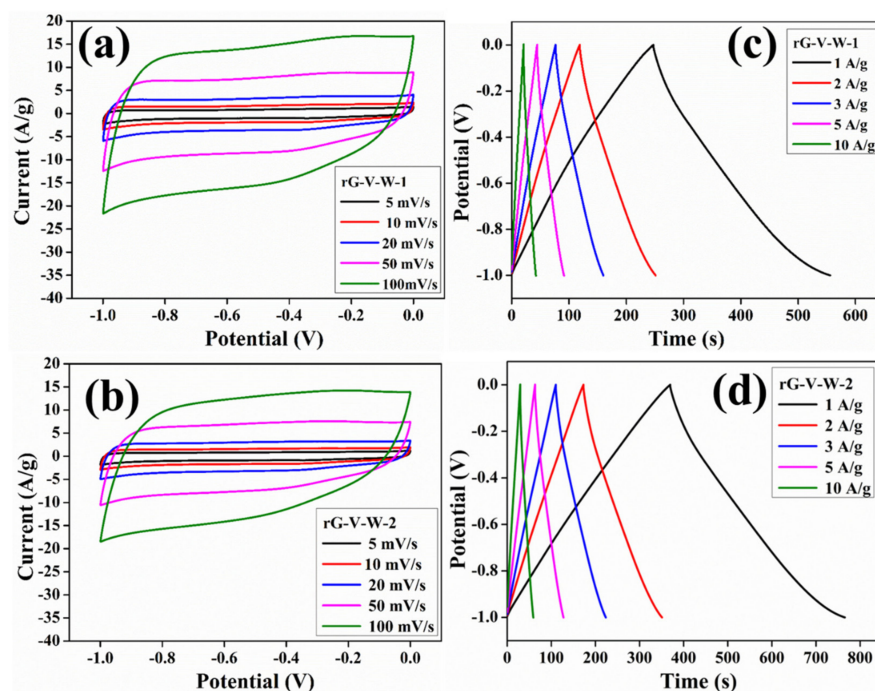 (a)
20
15
10
5
0
-5
-10
-15
-20
-25
-30
-35
-40
Current (A/g)
rG-V-W-1
5 mV/s
10 mV/s
20 mV/s
50 mV/s
100mV/s
-1.0 -0.8 -0.6 -0.4 -0.2 0.0
Potential (V)
(c)
0.0
-0.2
-0.4
-0.6
-0.8
-1.0
Potential (V)
rG-V-W-1
1 A/g
2 A/g
3 A/g
5 A/g
10 A/g
0 100 200 300 400 500 600
Time (s)
(b)
20
15
10
5
0
-5
-10
-15
-20
-25
-30
-35
-40
Current (A/g)
rG-V-W-2
5 mV/s
10 mV/s
20 mV/s
50 mV/s
100 mV/s
-1.0 -0.8 -0.6 -0.4 -0.2 0.0
Potential (V)
(d)
0.0
-0.2
-0.4
-0.6
-0.8
-1.0
Potential (V)
rG-V-W-2
1 A/g
2 A/g
3 A/g
5 A/g
10 A/g
0 100 200 300 400 500 600 700 800
Time (s)